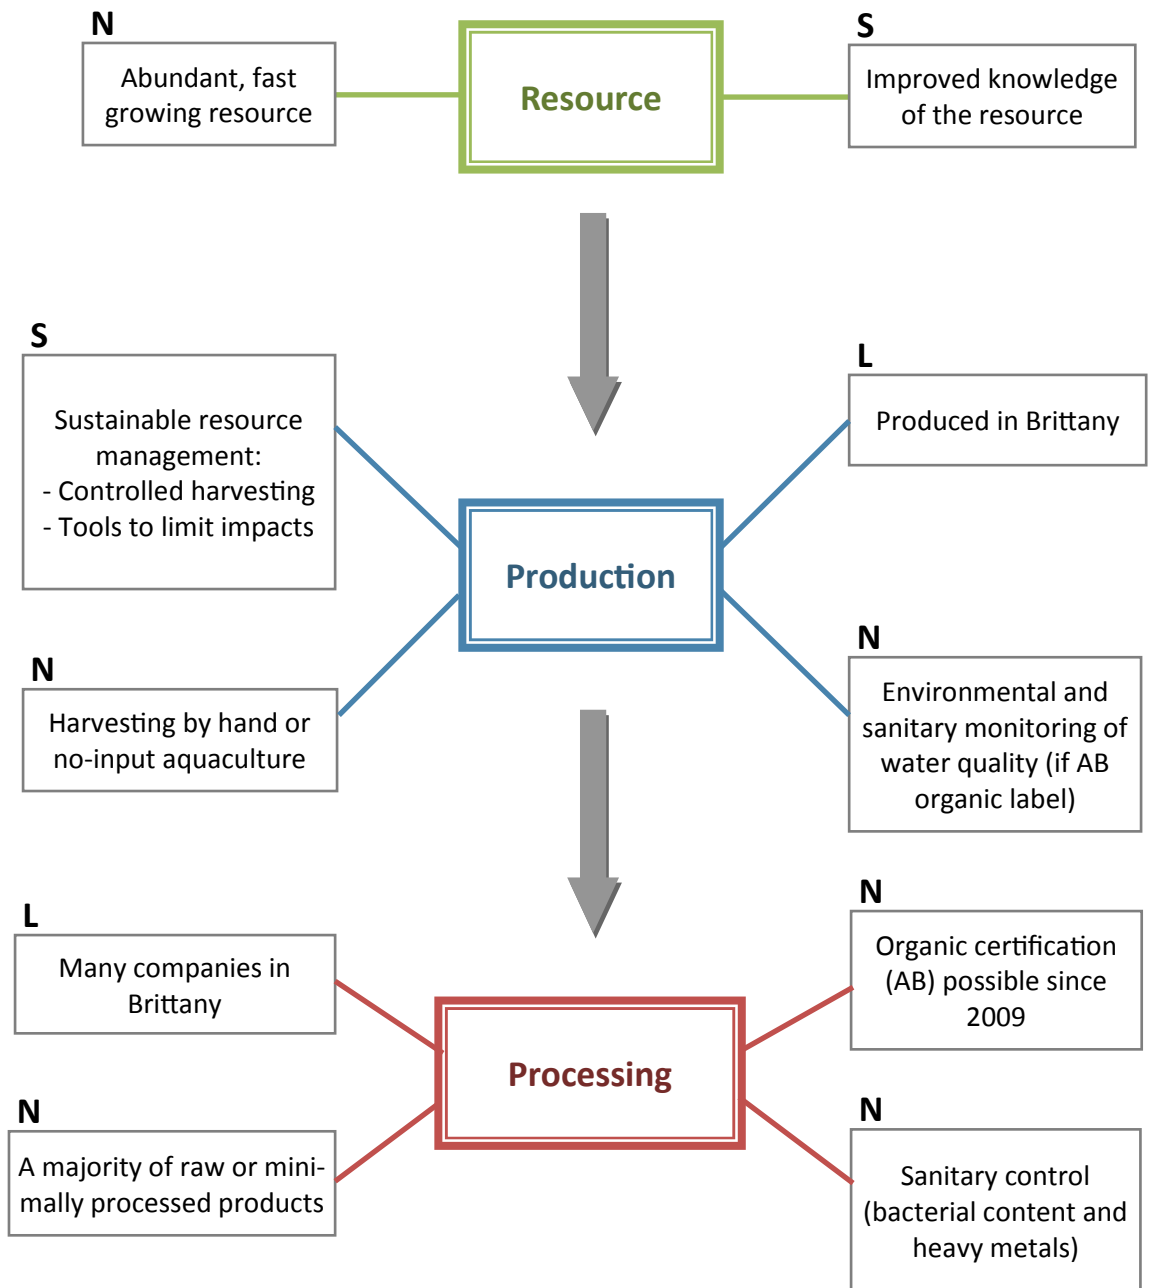 N
Abundant, fast
growing resource
Resource
S
Improved knowledge
of the resource
S
Sustainable resource
management:
- Controlled harvesting
- Tools to limit impacts
L
Produced in Brittany
Production
N
Harvesting by hand or
no-input aquaculture
N
Environmental and
sanitary monitoring of
water quality (if AB
organic label)
L
Many companies in
Brittany
N
Organic certification
(AB) possible since
2009
Processing
N
A majority of raw or mini-
mally processed products
N
Sanitary control
(bacterial content and
heavy metals)